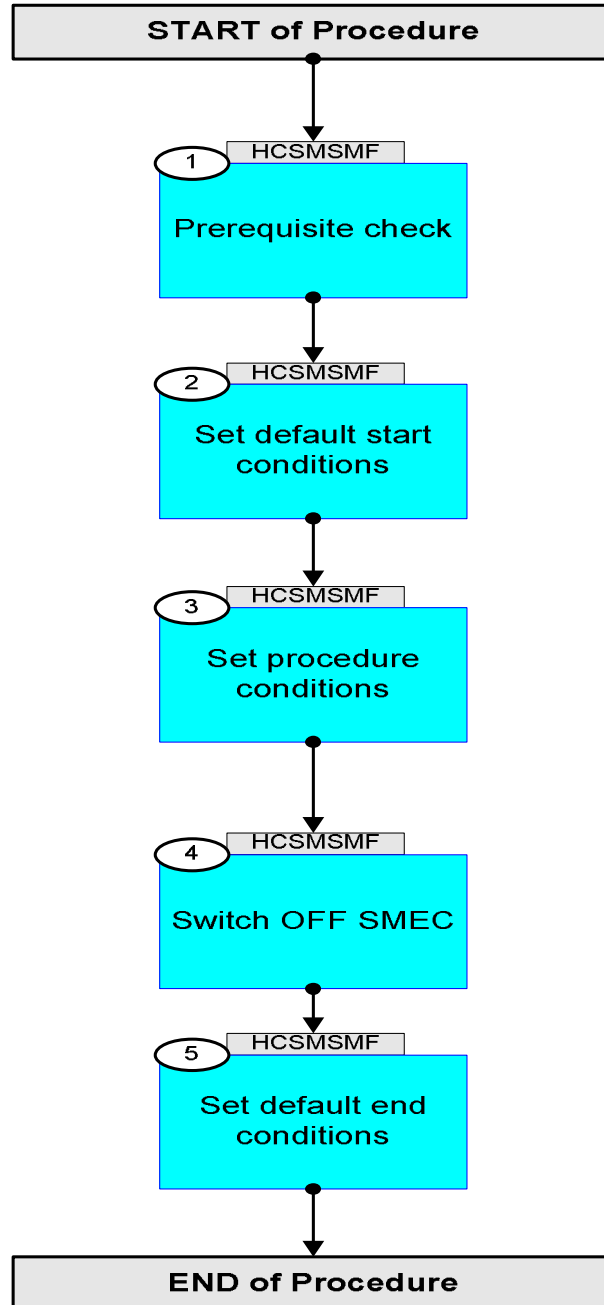 START of Procedure
HCSMSMF
1
Prerequisite check
HCSMSMF
2
Set default start
conditions
HCSMSMF
3
Set procedure
conditions
HCSMSMF
4
Switch OFF SMEC
HCSMSMF
5
Set default end
conditions
END of Procedure